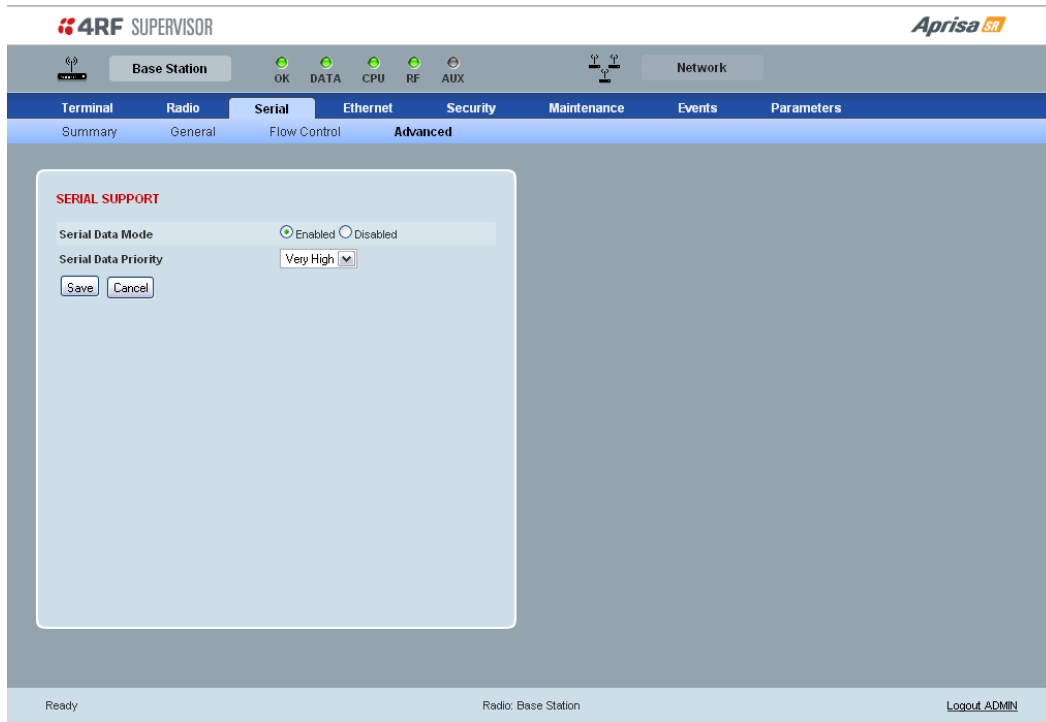 4RF SUPERVISOR
Aprisa SR
Base Station
OK DATA CPU RF AUX
Network
Terminal Radio Serial Ethernet Security Maintenance Events Parameters
Summary General Flow Control Advanced
SERIAL SUPPORT
Serial Data Mode Enabled Disabled
Serial Data Priority Very High
Save Cancel
Ready Radio: Base Station Logout ADMIN